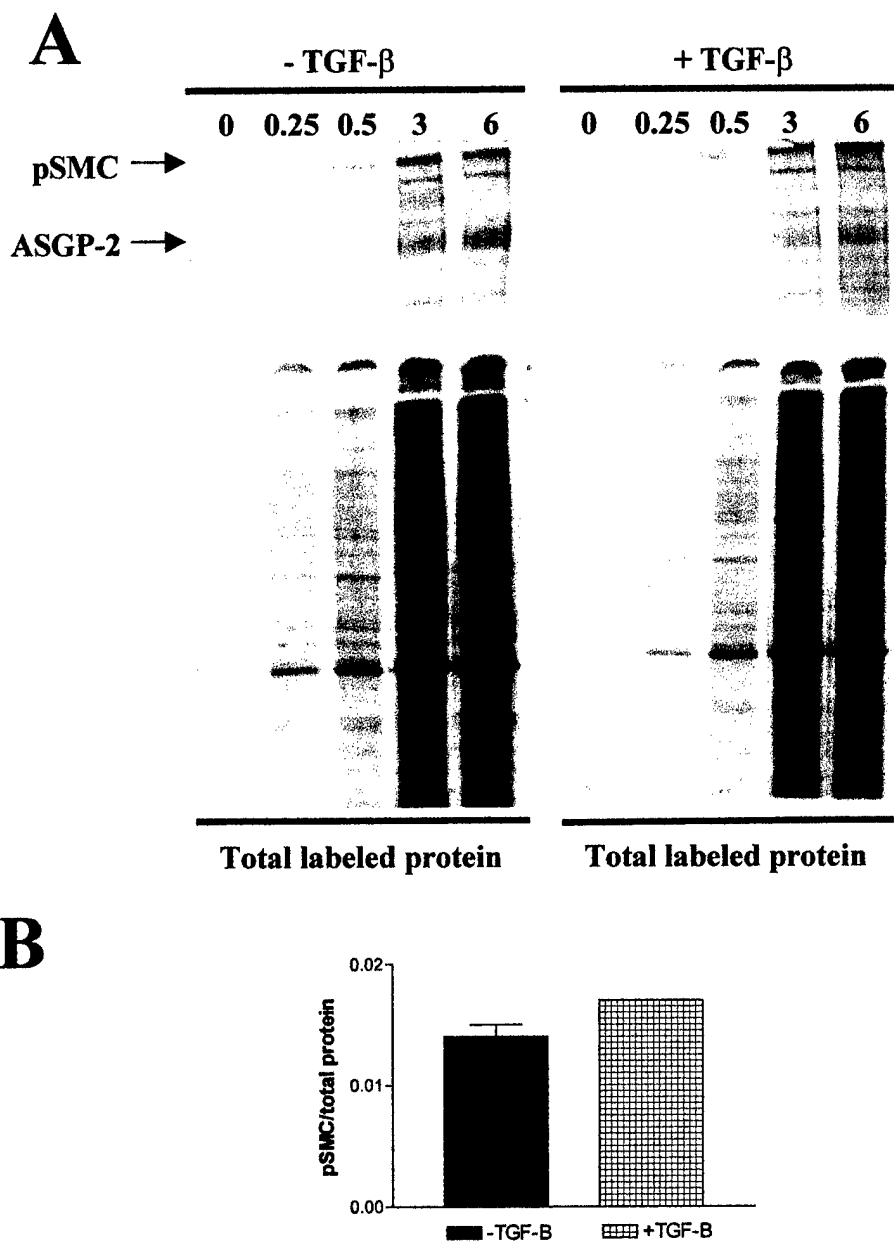 A
- TGF-β
+ TGF-β
0 0.25 0.5 3 6
0 0.25 0.5 3 6
pSMC
ASGP-2
Total labeled protein
Total labeled protein
B
0.02
0.01
0.00
pSMC/total protein
-TGF-B
+TGF-B